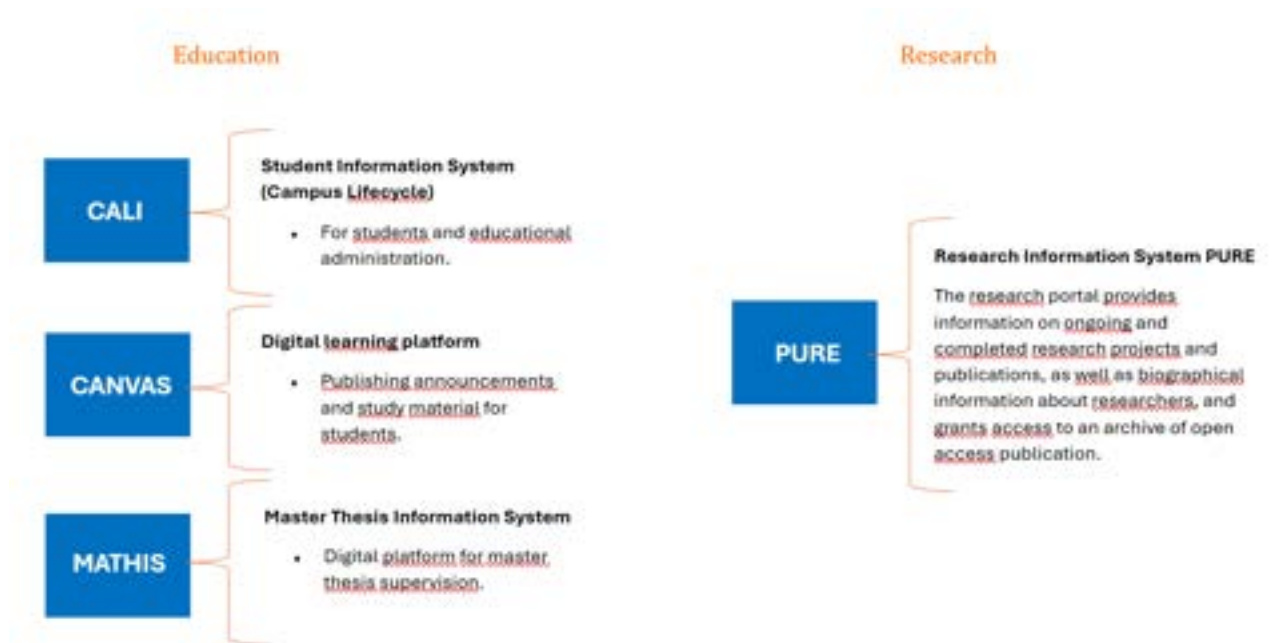 Education
CALI
Student Information System
(Campus Lifecycle)
• For students and educational
administration.
CANVAS
Digital learning platform
• Publishing announcements
and study material for
students.
MATHIS
Master Thesis Information System
• Digital platform for master
thesis supervision.
Research
PURE
Research Information System PURE
The research portal provides
information on ongoing and
completed research projects and
publications, as well as biographical
information about researchers, and
grants access to an archive of open
access publication.